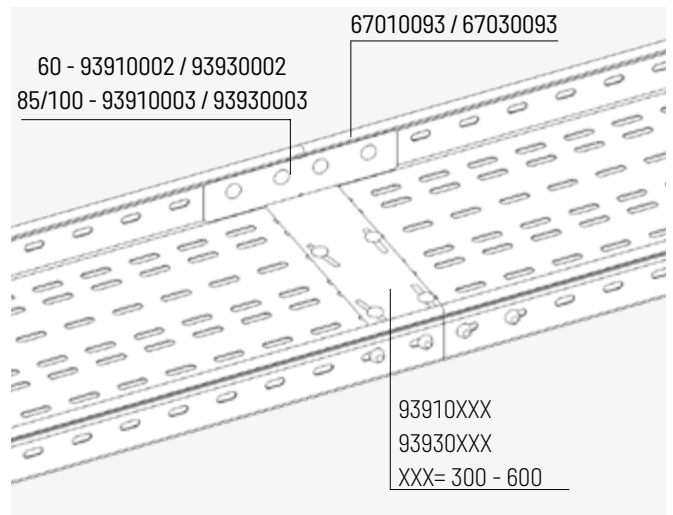 67010093 / 67030093
60 - 93910002 / 93930002
85/100 - 93910003 / 93930003
93910XXX
93930XXX
XXX= 300 - 600